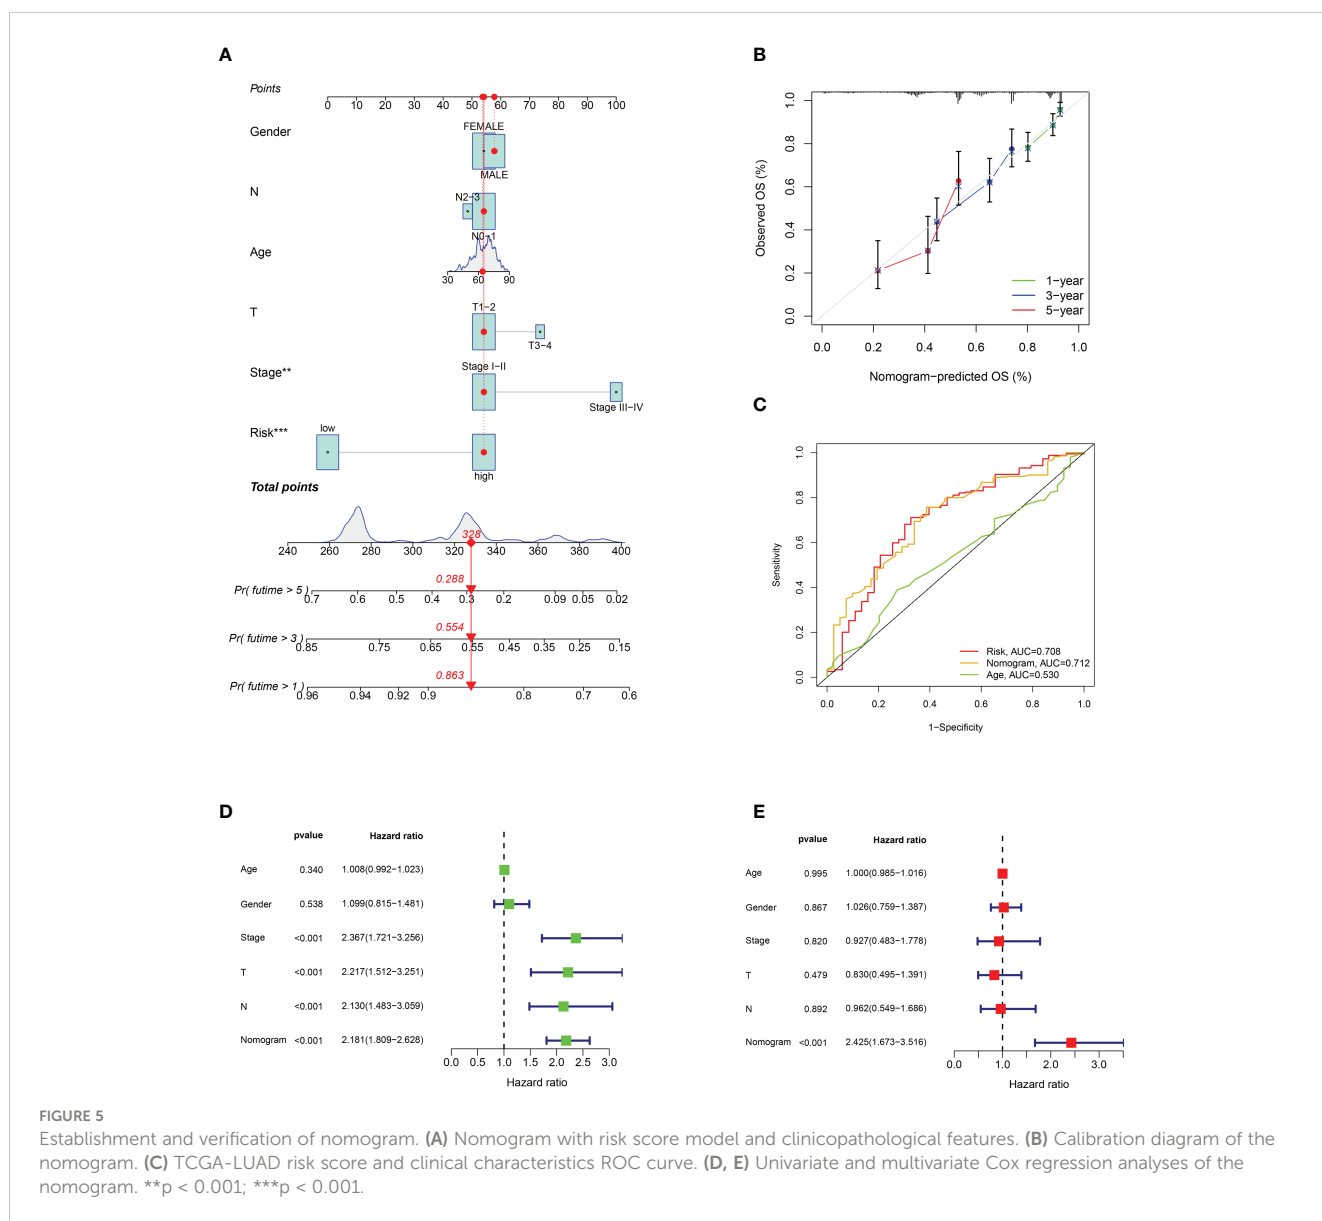 A
Points
0 10 20 30 40 50 60 70 80 90 100
Gender
FEMALE
MALE
N
N2-3
N0-1
Age
30 60 90
T
T1-2
T3-4
Stage**
Stage I-II
Stage III-IV
Risk***
low
high
Total points
328
240 260 280 300 320 340 360 380 400
0.288
Pr( futime > 5 )
0.7 0.6 0.5 0.4 0.3 0.2 0.09 0.05 0.02
0.554
Pr( futime > 3 )
0.85 0.75 0.65 0.55 0.45 0.35 0.25 0.15
0.863
Pr( futime > 1 )
0.96 0.94 0.92 0.9 0.8 0.7 0.6
B
Observed OS (%)
1.0
0.8
0.6
0.4
0.2
0.0
1-year
3-year
5-year
0.0 0.2 0.4 0.6 0.8 1.0
Nomogram-predicted OS (%)
C
Sensitivity
1.0
0.8
0.6
0.4
0.2
0.0
Risk, AUC=0.708
Nomogram, AUC=0.712
Age, AUC=0.530
0.0 0.2 0.4 0.6 0.8 1.0
1-Specificity
D
pvalue Hazard ratio
Age 0.340 1.008(0.992-1.023)
Gender 0.538 1.099(0.815-1.481)
Stage <0.001 2.367(1.721-3.256)
T <0.001 2.217(1.512-3.251)
N <0.001 2.130(1.483-3.059)
Nomogram <0.001 2.181(1.809-2.628)
0.0 0.5 1.0 1.5 2.0 2.5 3.0
Hazard ratio
E
pvalue Hazard ratio
Age 0.995 1.000(0.985-1.016)
Gender 0.867 1.026(0.759-1.387)
Stage 0.820 0.927(0.483-1.778)
T 0.479 0.830(0.495-1.391)
N 0.892 0.962(0.549-1.686)
Nomogram <0.001 2.425(1.673-3.516)
0.0 1.0 2.0 3.0
Hazard ratio
FIGURE 5
Establishment and verification of nomogram. (A) Nomogram with risk score model and clinicopathological features. (B) Calibration diagram of the
nomogram. (C) TCGA-LUAD risk score and clinical characteristics ROC curve. (D, E) Univariate and multivariate Cox regression analyses of the
nomogram. **p < 0.001; ***p < 0.001.